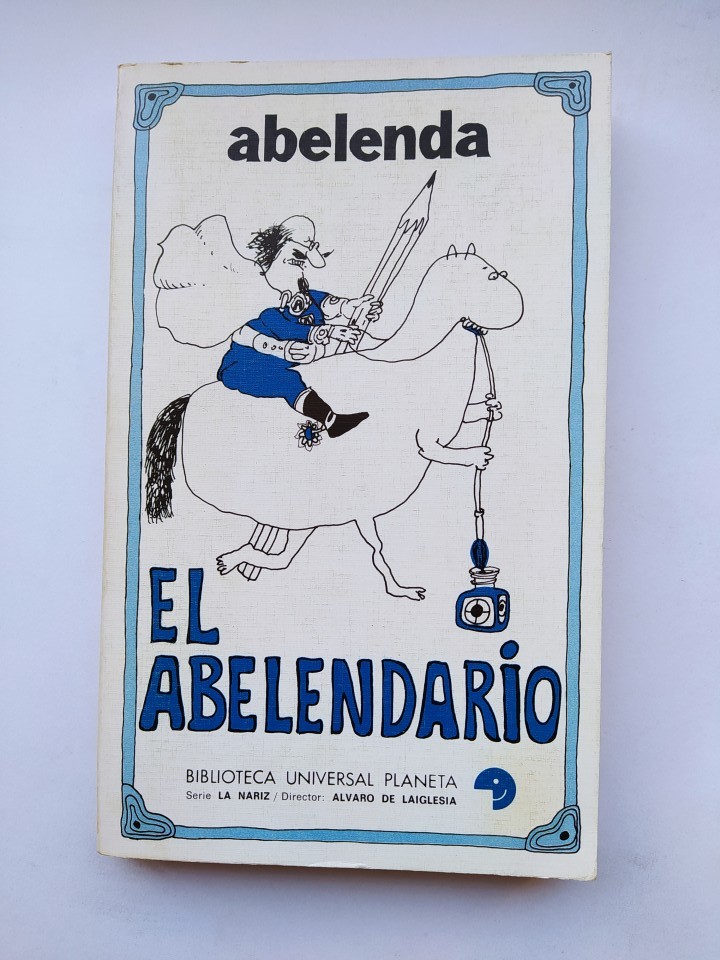 abelenda
EL
ABELENDARIO
BIBLIOTECA UNIVERSAL PLANETA
Serie LA NARIZ / Director: ALVARO DE LAIGLESIA